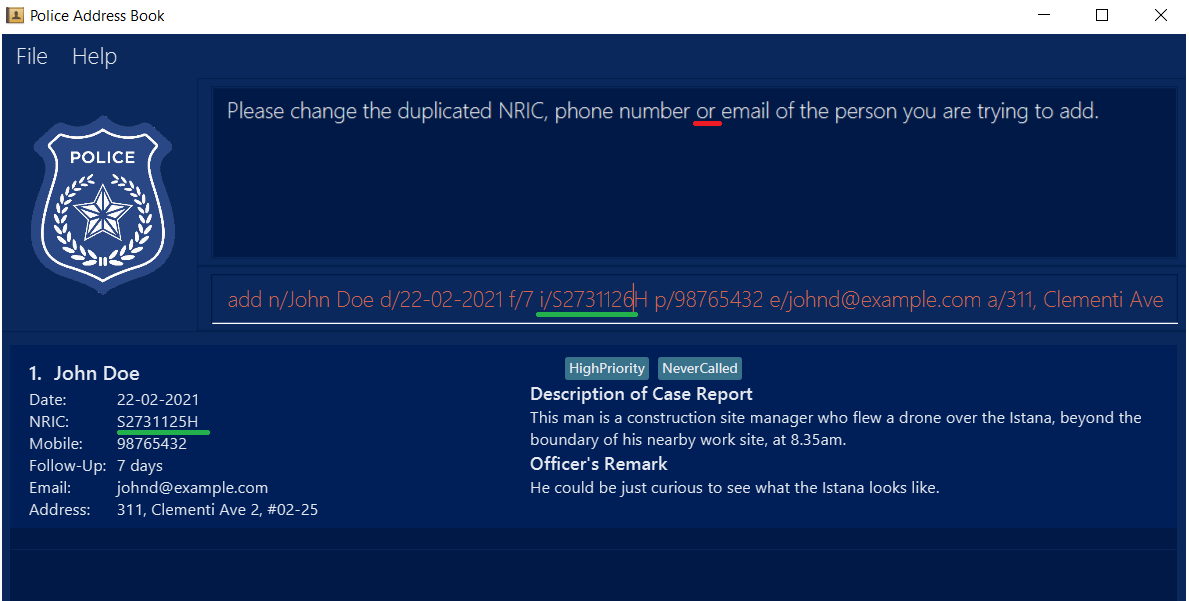 Police Address Book
File Help
Please change the duplicated NRIC, phone number or email of the person you are trying to add.
POLICE
add n/John Doe d/22-02-2021 f/7 i/S2731126H p/98765432 e/johnd@example.com a/311, Clementi Ave
1. John Doe
Date: 22-02-2021
NRIC: S2731125H
Mobile: 98765432
Follow-Up: 7 days
Email: johnd@example.com
Address: 311, Clementi Ave 2, #02-25
HighPriority NeverCalled
Description of Case Report
This man is a construction site manager who flew a drone over the Istana, beyond the
boundary of his nearby work site, at 8.35am.
Officer's Remark
He could be just curious to see what the Istana looks like.